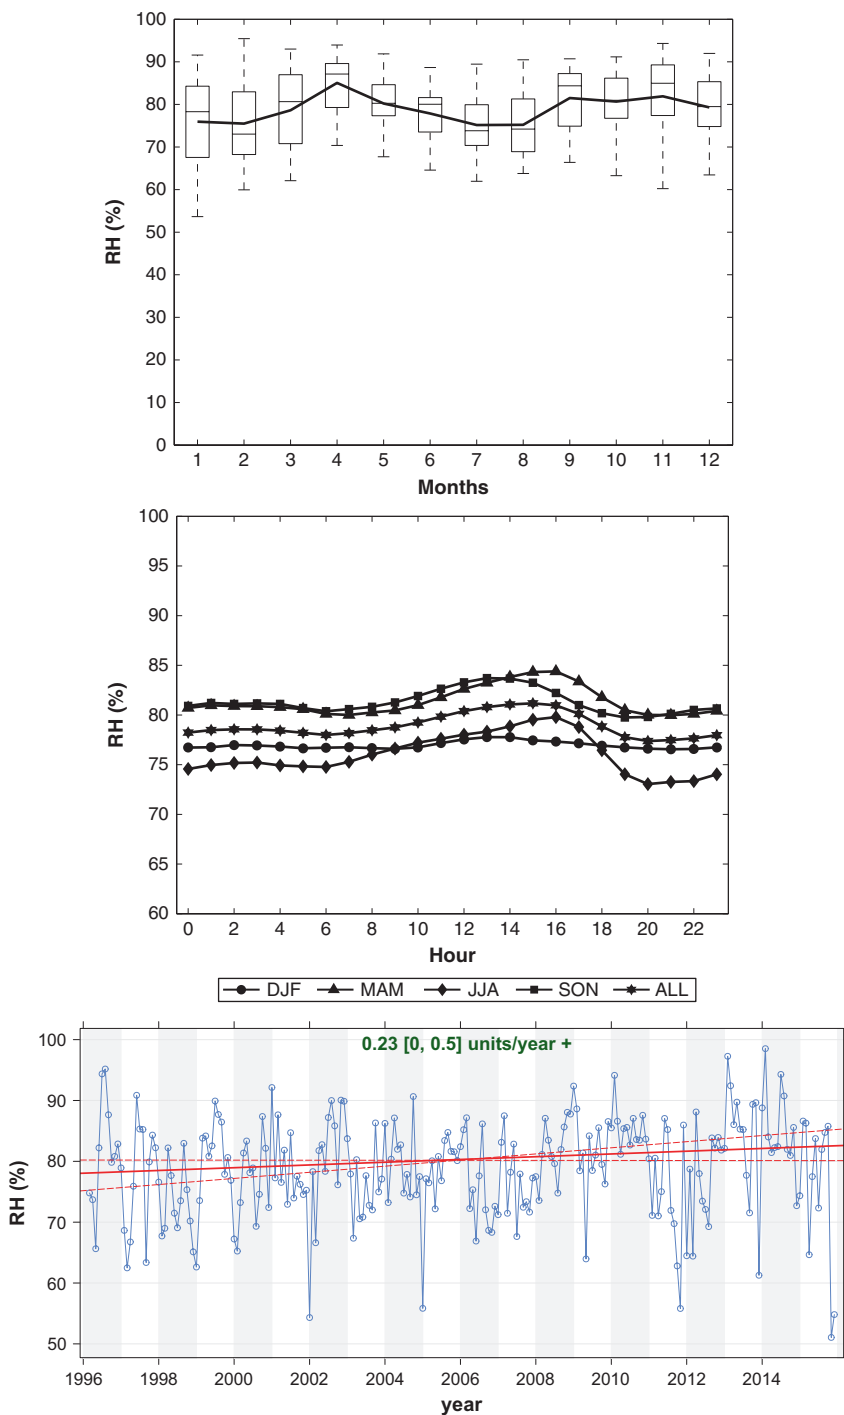 100
90
80
70
60
50
40
30
20
10
0
RH (%)
1 2 3 4 5 6 7 8 9 10 11 12
Months
100
95
90
85
80
75
70
65
60
RH (%)
0 2 4 6 8 10 12 14 16 18 20 22
Hour
DJF MAM JJA SON ALL
0.23 [0, 0.5] units/year +
100
90
80
70
60
50
RH (%)
1996 1998 2000 2002 2004 2006 2008 2010 2012 2014
year